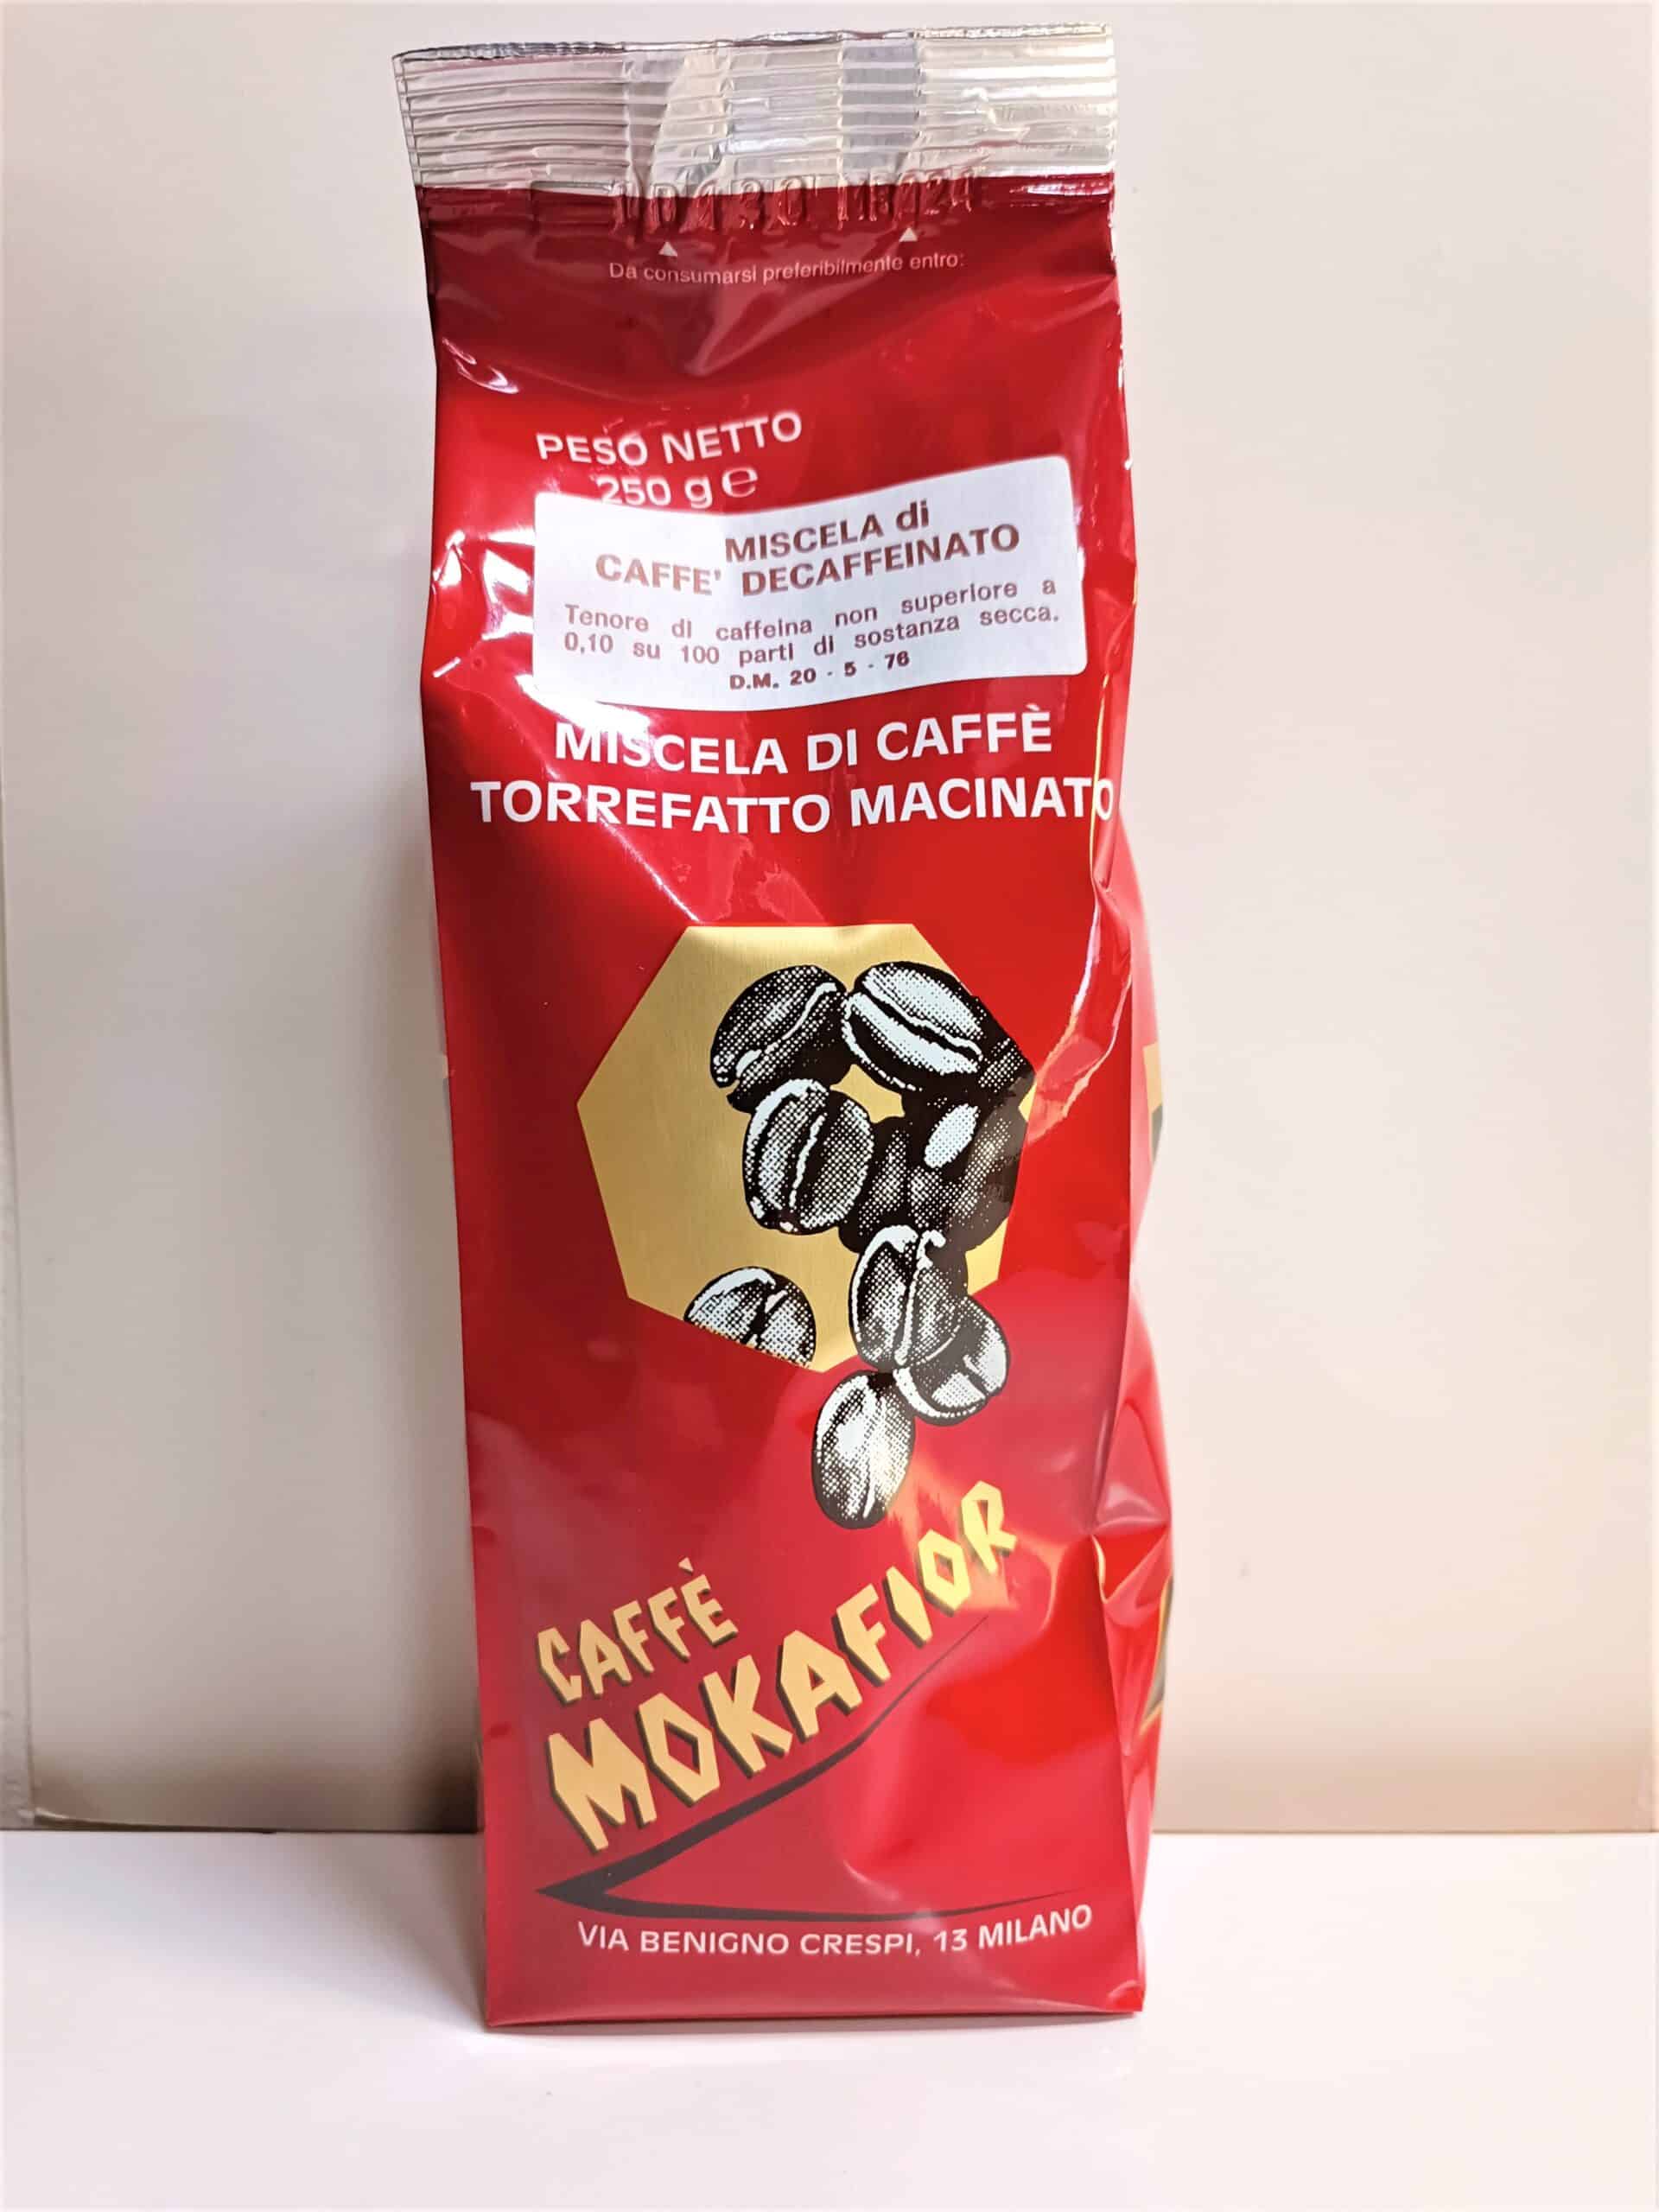 Da consumarsi preferibilmente entro:
PESO NETTO
250 g e
MISCELA di
CAFFE' DECAFFEINATO
Tenore di caffeina non superiore a
0,10 su 100 parti di sostanza secca.
D.M. 20 - 5 - 76
MISCELA DI CAFFÈ
TORREFATTO MACINATO
CAFFÈ
MOKAFIOR
VIA BENIGNO CRESPI, 13 MILANO